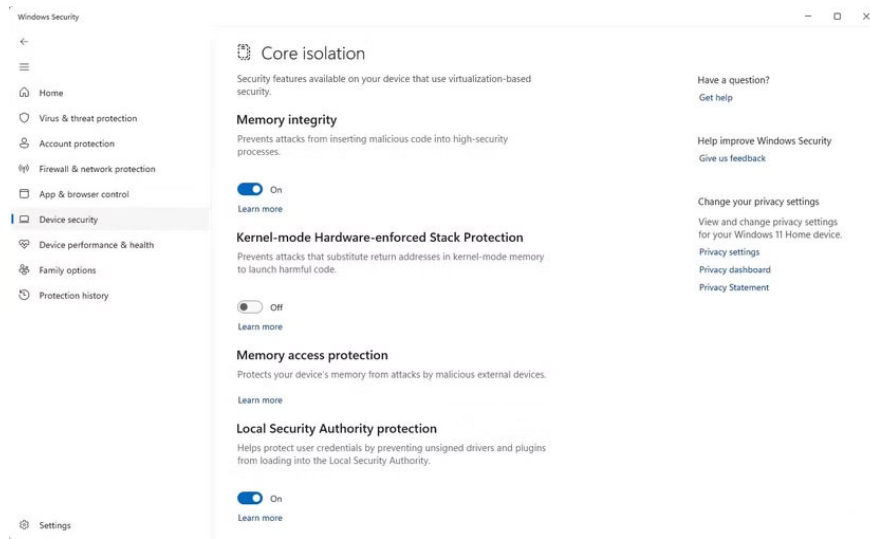 Windows Security
Home
Virus & threat protection
Account protection
Firewall & network protection
App & browser control
Device security
Device performance & health
Family options
Protection history
Settings
Core isolation
Security features available on your device that use virtualization-based
security.
Memory integrity
Prevents attacks from inserting malicious code into high-security
processes.
On
Learn more
Kernel-mode Hardware-enforced Stack Protection
Prevents attacks that substitute return addresses in kernel-mode memory
to launch harmful code.
Off
Learn more
Memory access protection
Protects your device's memory from attacks by malicious external devices.
Learn more
Local Security Authority protection
Helps protect user credentials by preventing unsigned drivers and plugins
from loading into the Local Security Authority.
On
Learn more
Have a question?
Get help
Help improve Windows Security
Give us feedback
Change your privacy settings
View and change privacy settings
for your Windows 11 Home device.
Privacy settings
Privacy dashboard
Privacy Statement